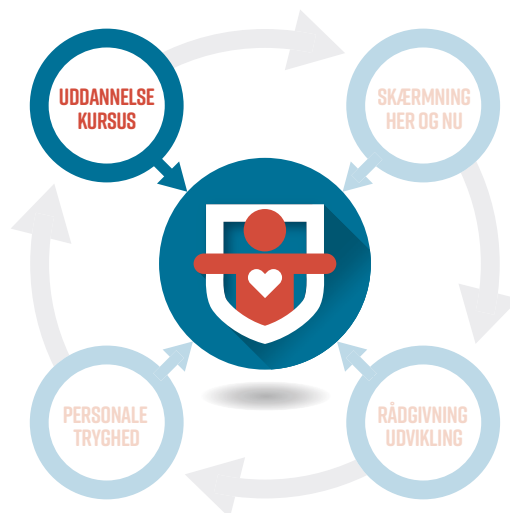 UDDANNELSE
KURSUS
SKÆRMNING
HER OG NU
PERSONALE
TRYGHED
RÅDGIVNING
UDVIKLING